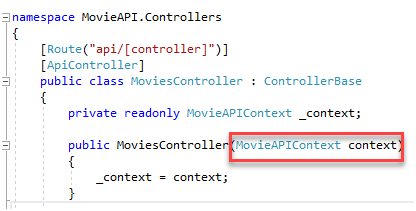 namespace MovieAPI.Controllers
{
[Route("api/[controller]")]
[ApiController]
public class MoviesController : ControllerBase
{
private readonly MovieAPIContext _context;
public MoviesController(MovieAPIContext context)
{
_context = context;
}